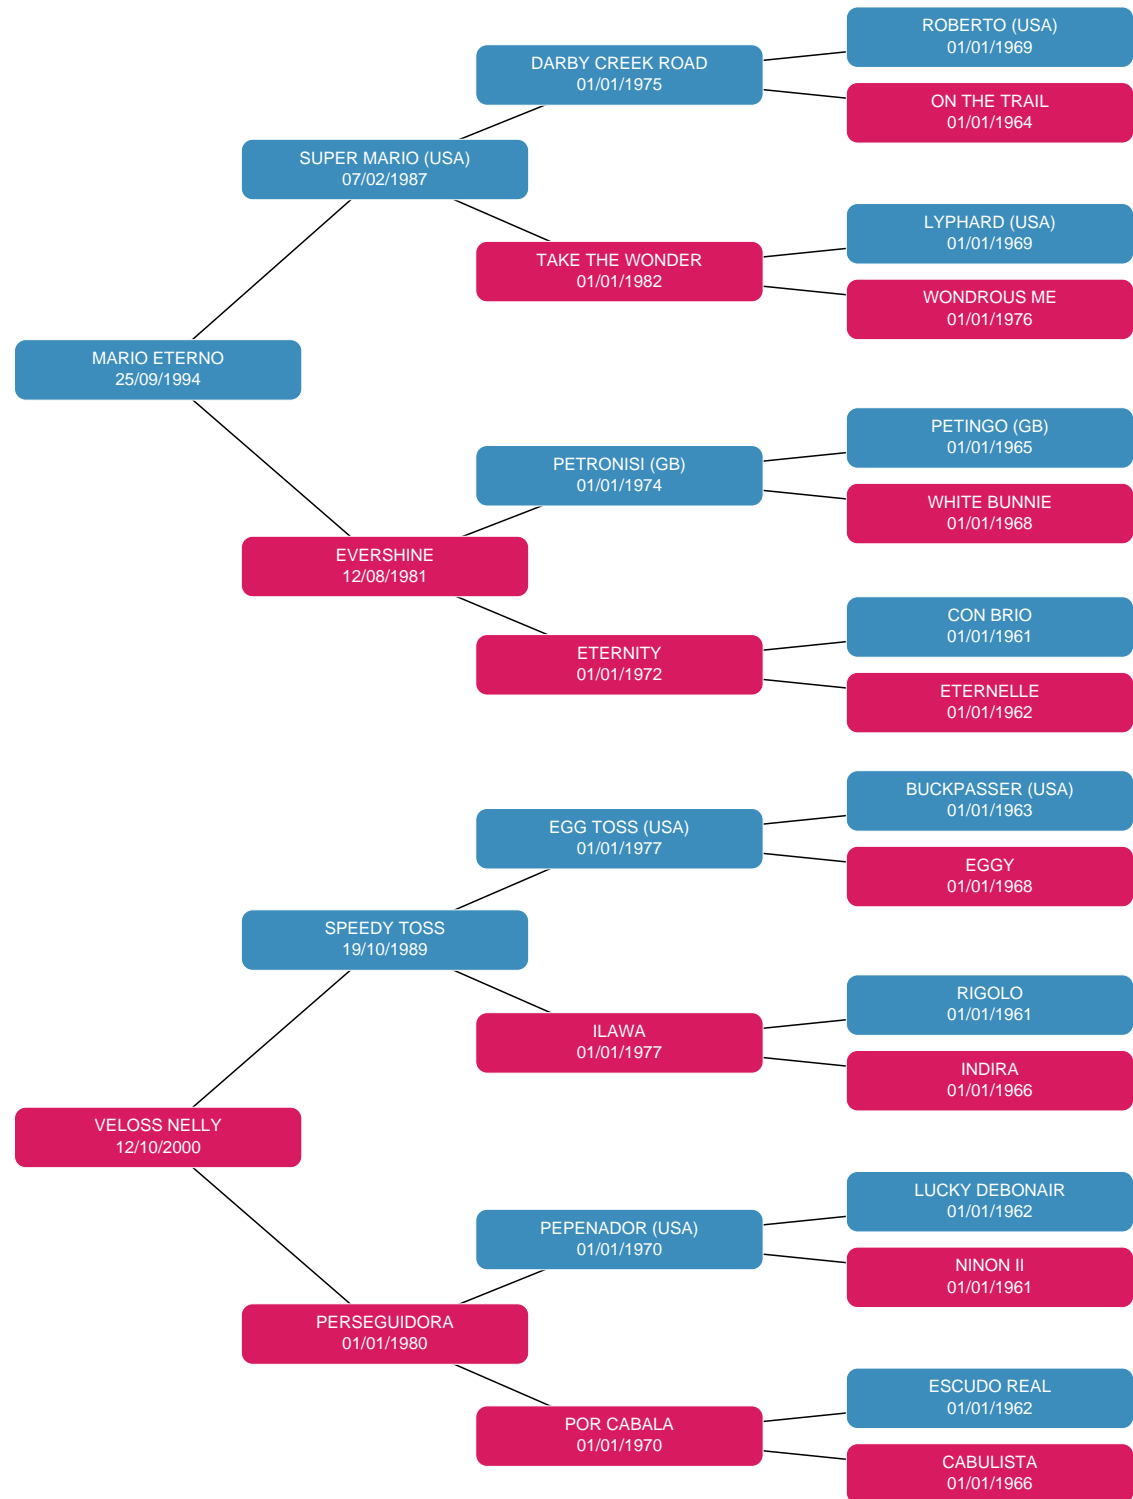 ROBERTO (USA)
01/01/1969
DARBY CREEK ROAD
01/01/1975
ON THE TRAIL
01/01/1964
SUPER MARIO (USA)
07/02/1987
LYPHARD (USA)
01/01/1969
TAKE THE WONDER
01/01/1982
WONDROUS ME
01/01/1976
MARIO ETERNO
25/09/1994
PETINGO (GB)
01/01/1965
PETRONISI (GB)
01/01/1974
WHITE BUNNIE
01/01/1968
EVERSHINE
12/08/1981
CON BRIO
01/01/1961
ETERNITY
01/01/1972
ETERNELLE
01/01/1962
BUCKPASSER (USA)
01/01/1963
EGG TOSS (USA)
01/01/1977
EGGY
01/01/1968
SPEEDY TOSS
19/10/1989
RIGOLO
01/01/1961
ILAWA
01/01/1977
INDIRA
01/01/1966
VELOSS NELLY
12/10/2000
LUCKY DEBONAIR
01/01/1962
PEPENADOR (USA)
01/01/1970
NINON II
01/01/1961
PERSEGUIDORA
01/01/1980
ESCUDO REAL
01/01/1962
POR CABALA
01/01/1970
CABULISTA
01/01/1966